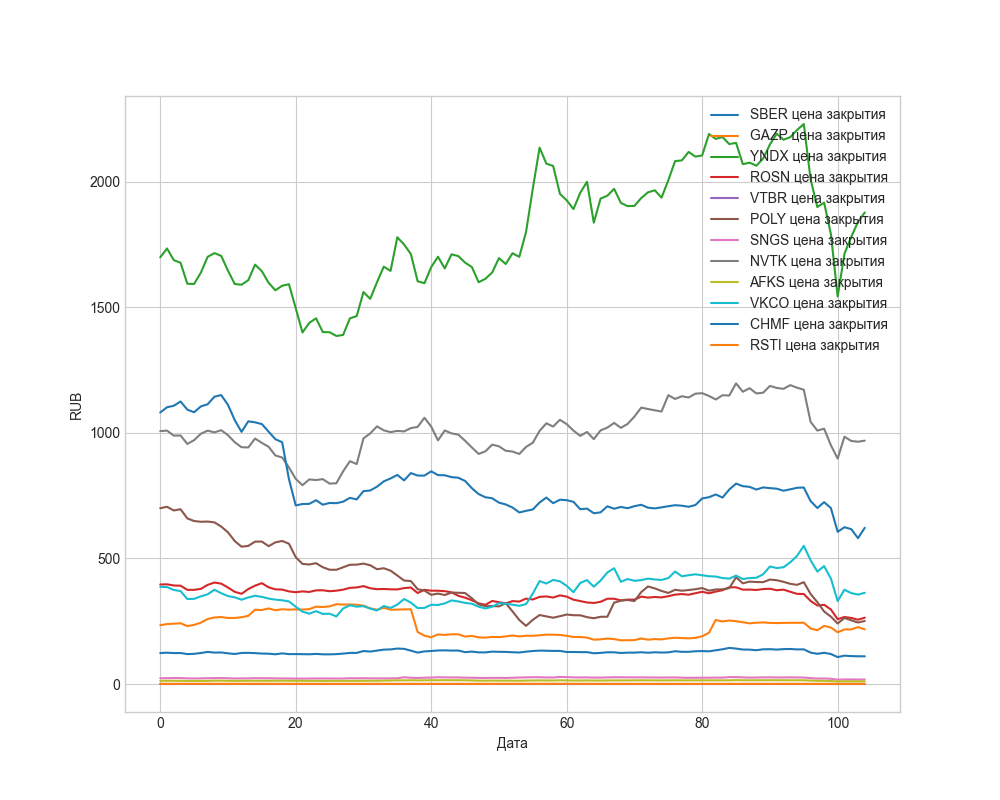 SBER цена закрытия
GAZP цена закрытия
YNDX цена закрытия
ROSN цена закрытия
VTBR цена закрытия
POLY цена закрытия
SNGS цена закрытия
NVTK цена закрытия
AFKS цена закрытия
VKCO цена закрытия
CHMF цена закрытия
RSTI цена закрытия
2000
1500
1000
500
0
RUB
0 20 40 60 80 100
Дата